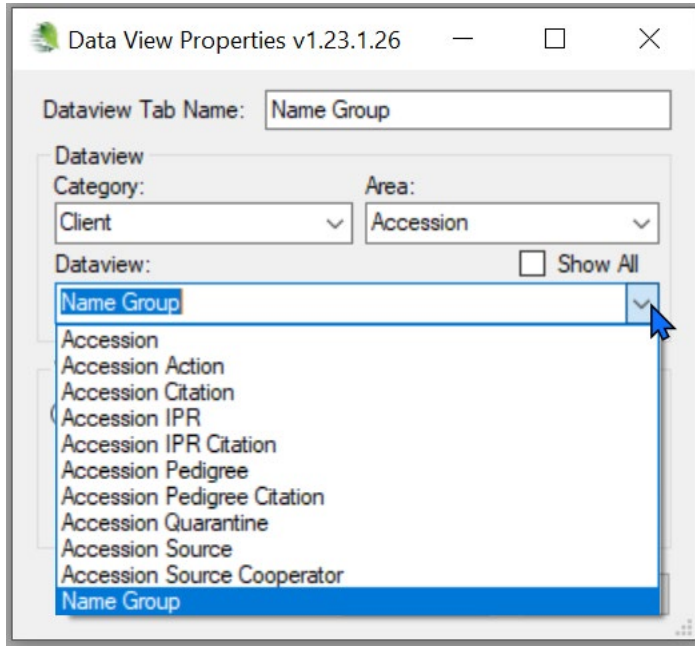 Data View Properties v1.23.1.26
Dataview Tab Name: Name Group
Dataview
Category: Area:
Client Accession
Dataview: Show All
Name Group
Accession
Accession Action
Accession Citation
Accession IPR
Accession IPR Citation
Accession Pedigree
Accession Pedigree Citation
Accession Quarantine
Accession Source
Accession Source Cooperator
Name Group